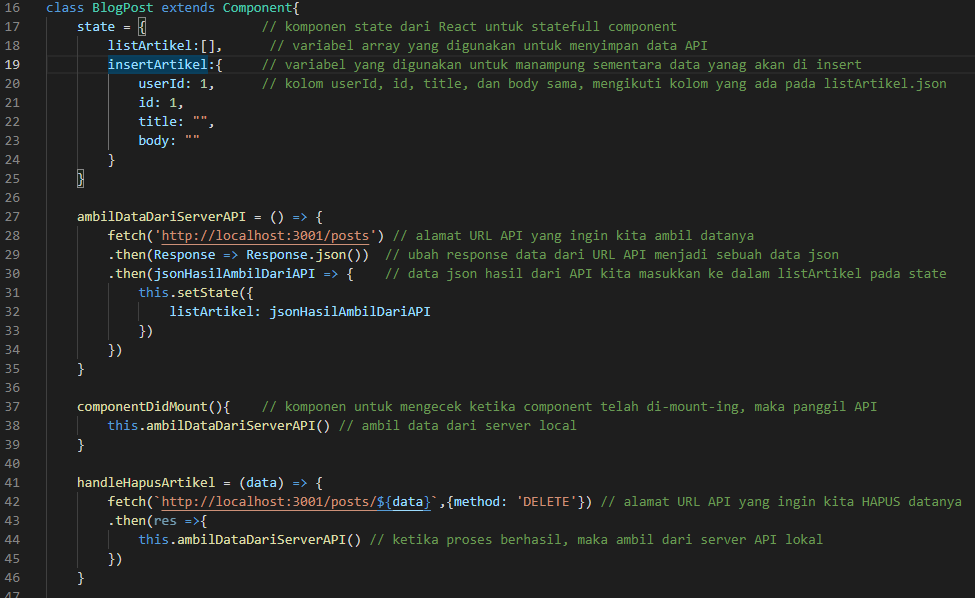 16 class BlogPost extends Component{
17 state = { // komponen state dari React untuk statefull component
18 listArtikel:[], // variabel array yang digunakan untuk menyimpan data API
19 insertArtikel:{ // variabel yang digunakan untuk manampung sementara data yanag akan di insert
20 userId: 1, // kolom userId, id, title, dan body sama, mengikuti kolom yang ada pada listArtikel.json
21 id: 1,
22 title: "",
23 body: ""
24 }
25 }
26
27 ambilDataDariServerAPI = () => {
28 fetch('http://localhost:3001/posts') // alamat URL API yang ingin kita ambil datanya
29 .then(Response => Response.json()) // ubah response data dari URL API menjadi sebuah data json
30 .then(jsonHasilAmbilDariAPI => { // data json hasil dari API kita masukkan ke dalam listArtikel pada state
31 this.setState({
32 listArtikel: jsonHasilAmbilDariAPI
33 })
34 })
35 }
36
37 componentDidMount(){ // komponen untuk mengecek ketika component telah di-mount-ing, maka panggil API
38 this.ambilDataDariServerAPI() // ambil data dari server local
39 }
40
41 handleHapusArtikel = (data) => {
42 fetch(`http://localhost:3001/posts/${data}`,{method: 'DELETE'}) // alamat URL API yang ingin kita HAPUS datanya
43 .then(res =>{
44 this.ambilDataDariServerAPI() // ketika proses berhasil, maka ambil dari server API lokal
45 })
46 }
47